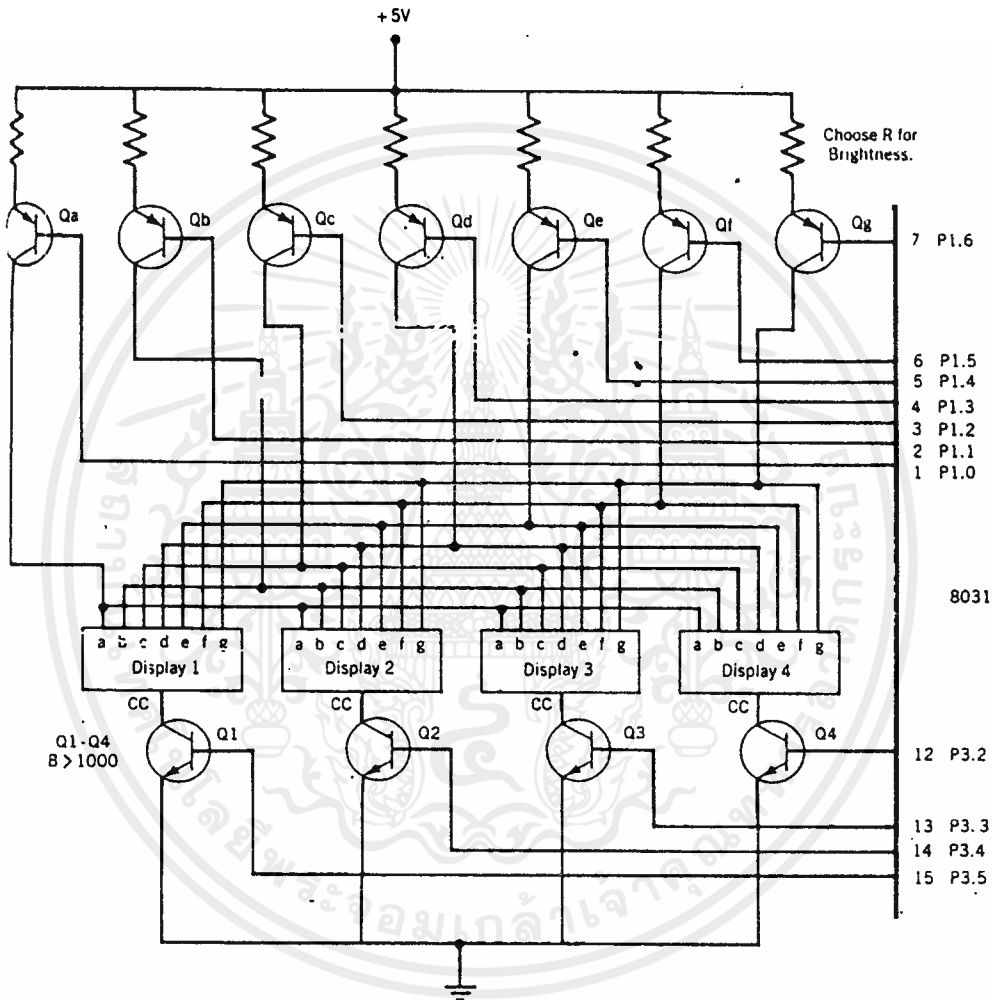 +5V
Choose R for
Brightness.
Qa
Qb
Qc
Qd
Qe
Qf
Qg
7 P1.6
6 P1.5
5 P1.4
4 P1.3
3 P1.2
2 P1.1
1 P1.0
8031
a b c d e f g
Display 1
a b c d e f g
Display 2
a b c d e f g
Display 3
a b c d e f g
Display 4
CC
CC
CC
CC
Q1-Q4
B > 1000
Q1
Q2
Q3
Q4
12 P3.2
13 P3.3
14 P3.4
15 P3.5